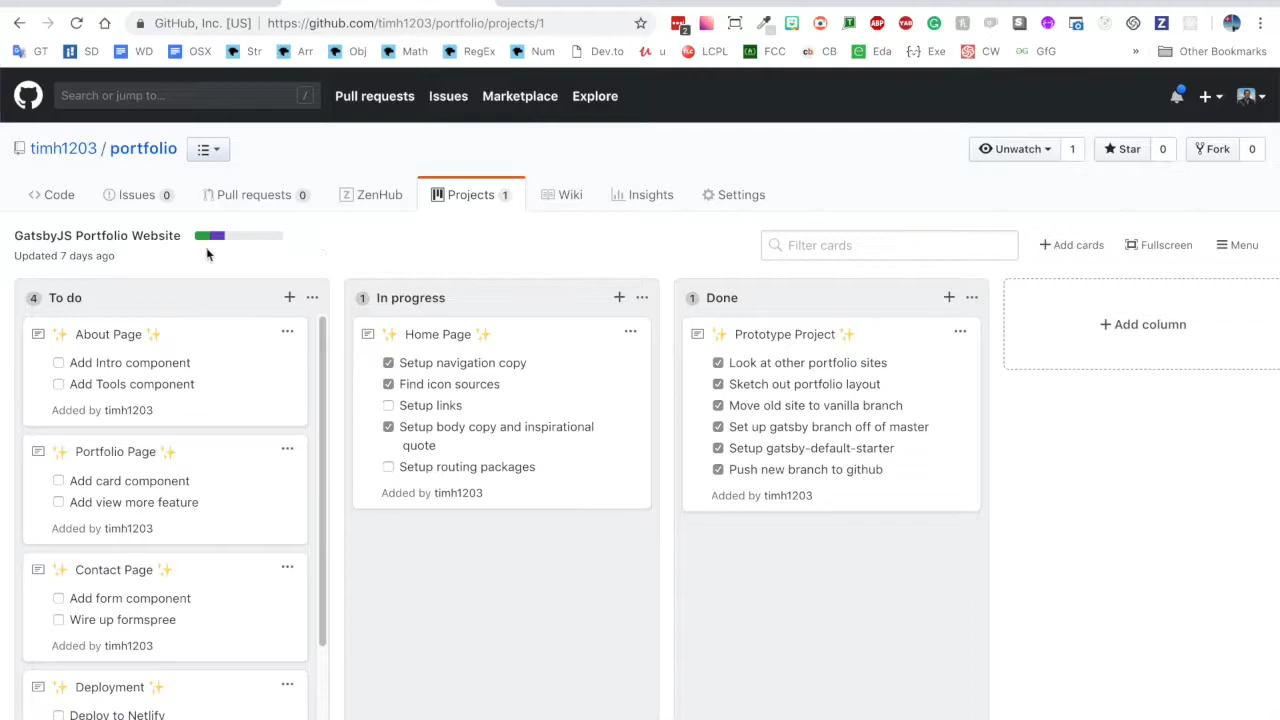 GitHub, Inc. [US] | https://github.com/timh1203/portfolio/projects/1
2
ABP
YAB
S
Z
GT SD WD OSX Str Arr Obj Math RegEx Num Dev.to u LCPL FCC CB Eda Exe CW GfG » Other Bookmarks
Search or jump to... /
Pull requests Issues Marketplace Explore
timh1203 / portfolio
Unwatch 1 Star 0 Fork 0
Code Issues 0 Pull requests 0 ZenHub Projects 1 Wiki Insights Settings
GatsbyJS Portfolio Website
Updated 7 days ago
Filter cards
Add cards Fullscreen Menu
4 To do
✨ About Page ✨
Add Intro component
Add Tools component
Added by timh1203
✨ Portfolio Page ✨
Add card component
Add view more feature
Added by timh1203
✨ Contact Page ✨
Add form component
Wire up formspree
Added by timh1203
✨ Deployment ✨
Deploy to Netlify
1 In progress
✨ Home Page ✨
Setup navigation copy
Find icon sources
Setup links
Setup body copy and inspirational
quote
Setup routing packages
Added by timh1203
1 Done
✨ Prototype Project ✨
Look at other portfolio sites
Sketch out portfolio layout
Move old site to vanilla branch
Set up gatsby branch off of master
Setup gatsby-default-starter
Push new branch to github
Added by timh1203
+ Add column